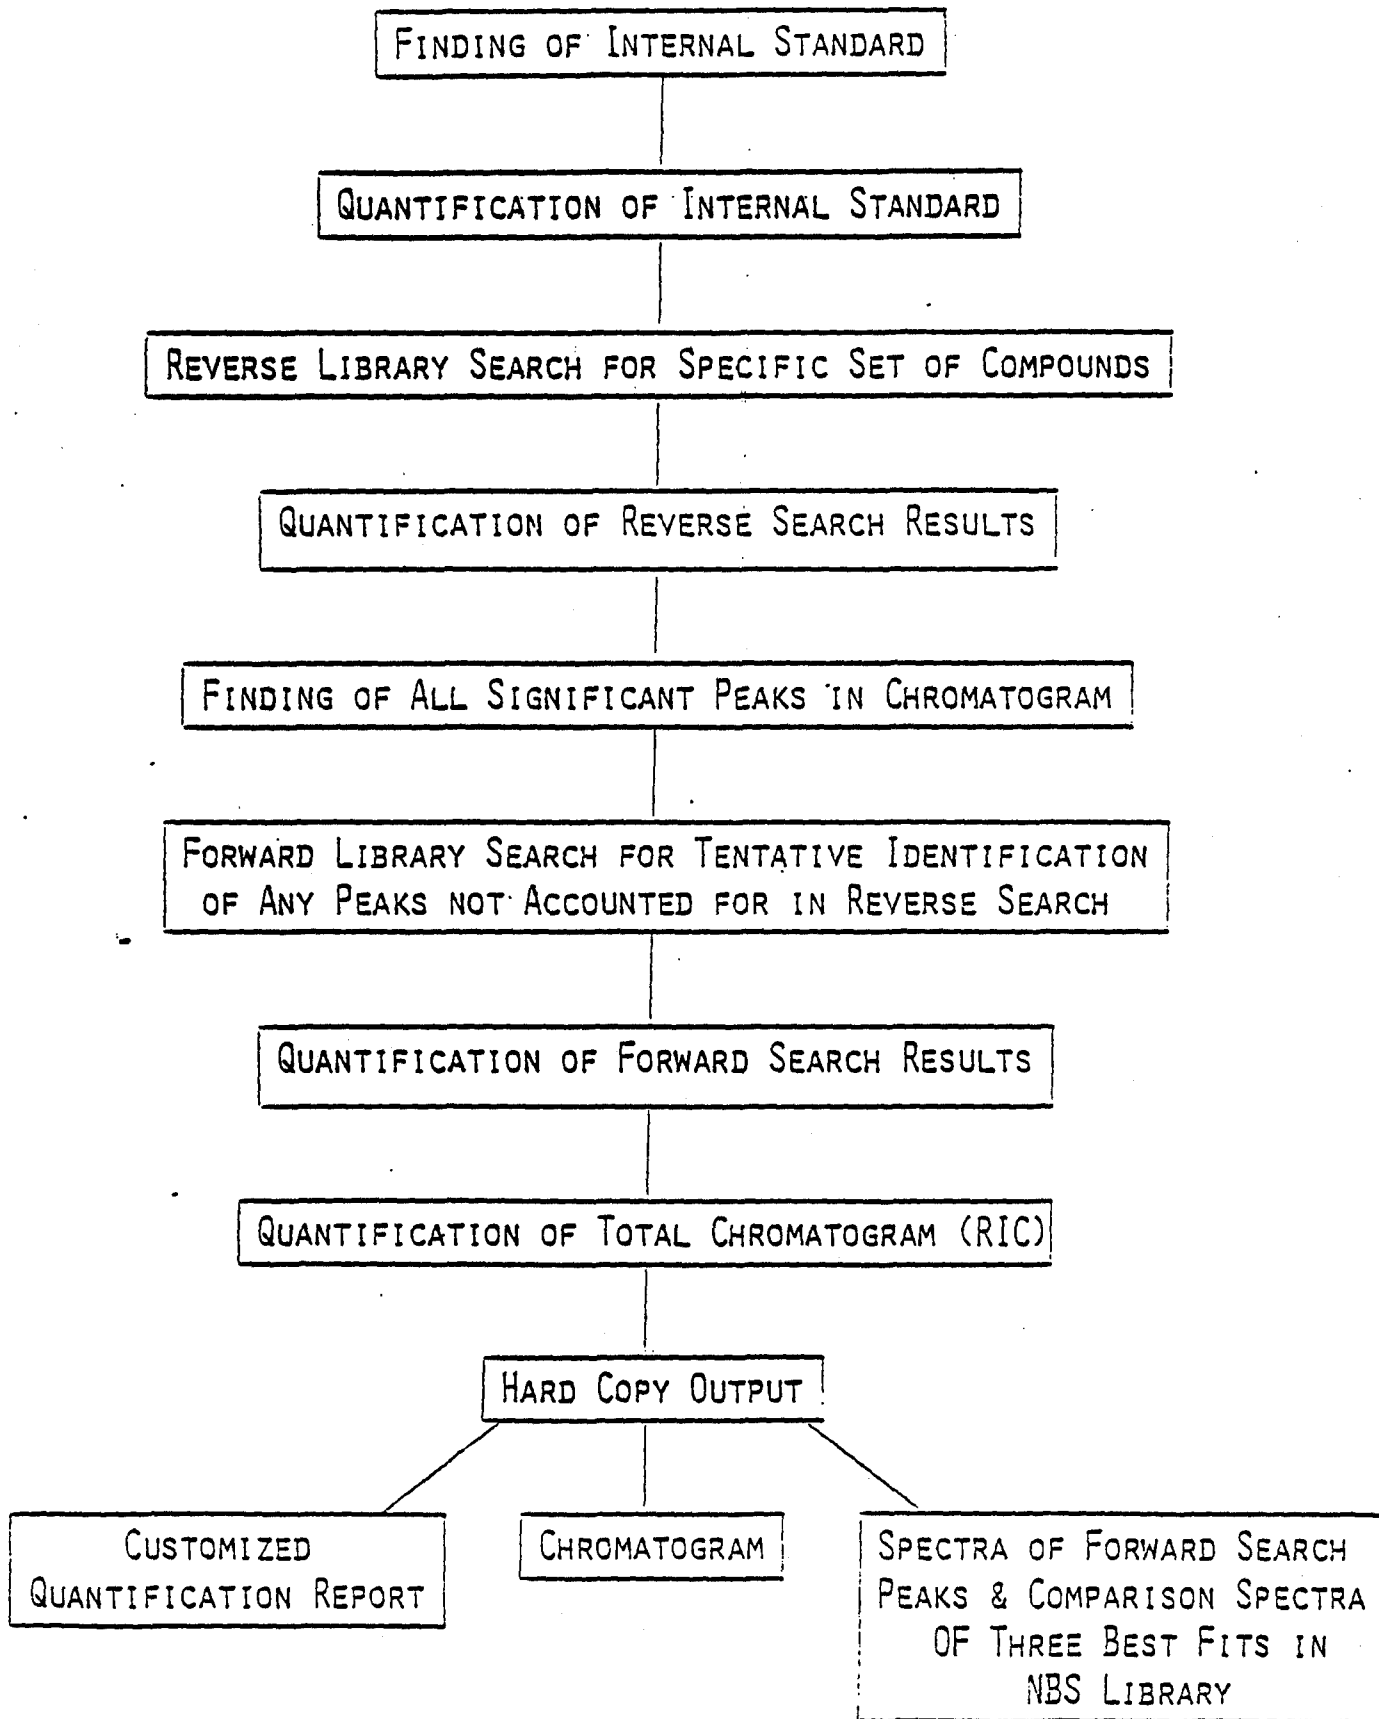 FINDING OF INTERNAL STANDARD
QUANTIFICATION OF INTERNAL STANDARD
REVERSE LIBRARY SEARCH FOR SPECIFIC SET OF COMPOUNDS
QUANTIFICATION OF REVERSE SEARCH RESULTS
FINDING OF ALL SIGNIFICANT PEAKS IN CHROMATOGRAM
FORWARD LIBRARY SEARCH FOR TENTATIVE IDENTIFICATION
OF ANY PEAKS NOT ACCOUNTED FOR IN REVERSE SEARCH
QUANTIFICATION OF FORWARD SEARCH RESULTS
QUANTIFICATION OF TOTAL CHROMATOGRAM (RIC)
HARD COPY OUTPUT
CUSTOMIZED
QUANTIFICATION REPORT
CHROMATOGRAM
SPECTRA OF FORWARD SEARCH
PEAKS & COMPARISON SPECTRA
OF THREE BEST FITS IN
NBS LIBRARY